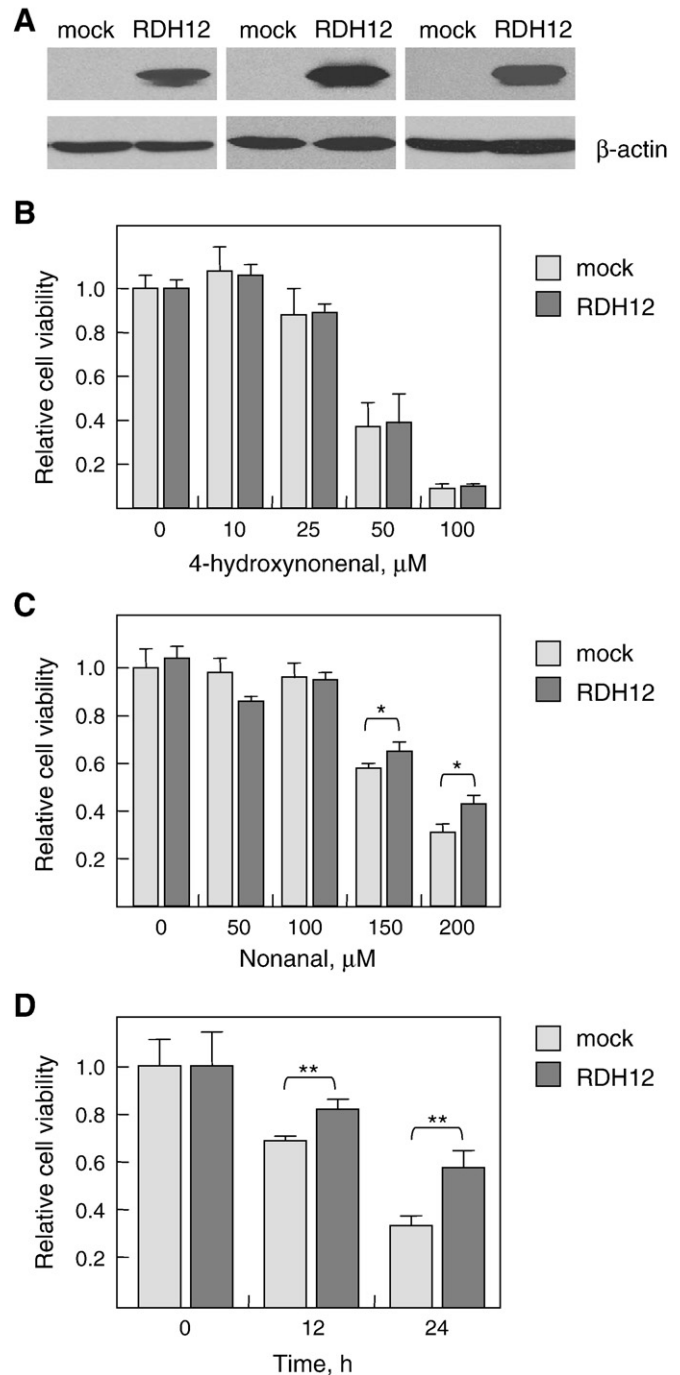 A
mock RDH12 mock RDH12 mock RDH12
β-actin
B
Relative cell viability
1.0
0.8
0.6
0.4
0.2
0 10 25 50 100
4-hydroxynonenal, μM
mock
RDH12
C
Relative cell viability
1.0
0.8
0.6
0.4
0.2
*
*
0 50 100 150 200
Nonanal, μM
mock
RDH12
D
Relative cell viability
1.0
0.8
0.6
0.4
0.2
**
**
0 12 24
Time, h
mock
RDH12